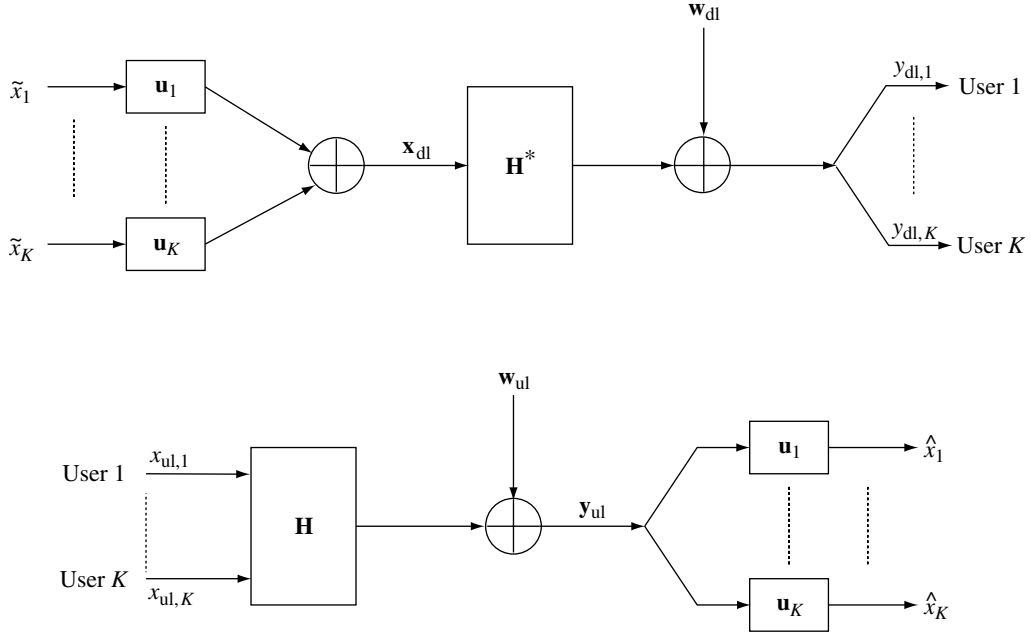 w_dl
x̃_1 u_1 y_dl,1 User 1
x_dl H*
x̃_K u_K y_dl,K User K
w_ul
User 1 x_ul,1 u_1 x̂_1
H y_ul
User K x_ul,K u_K x̂_K